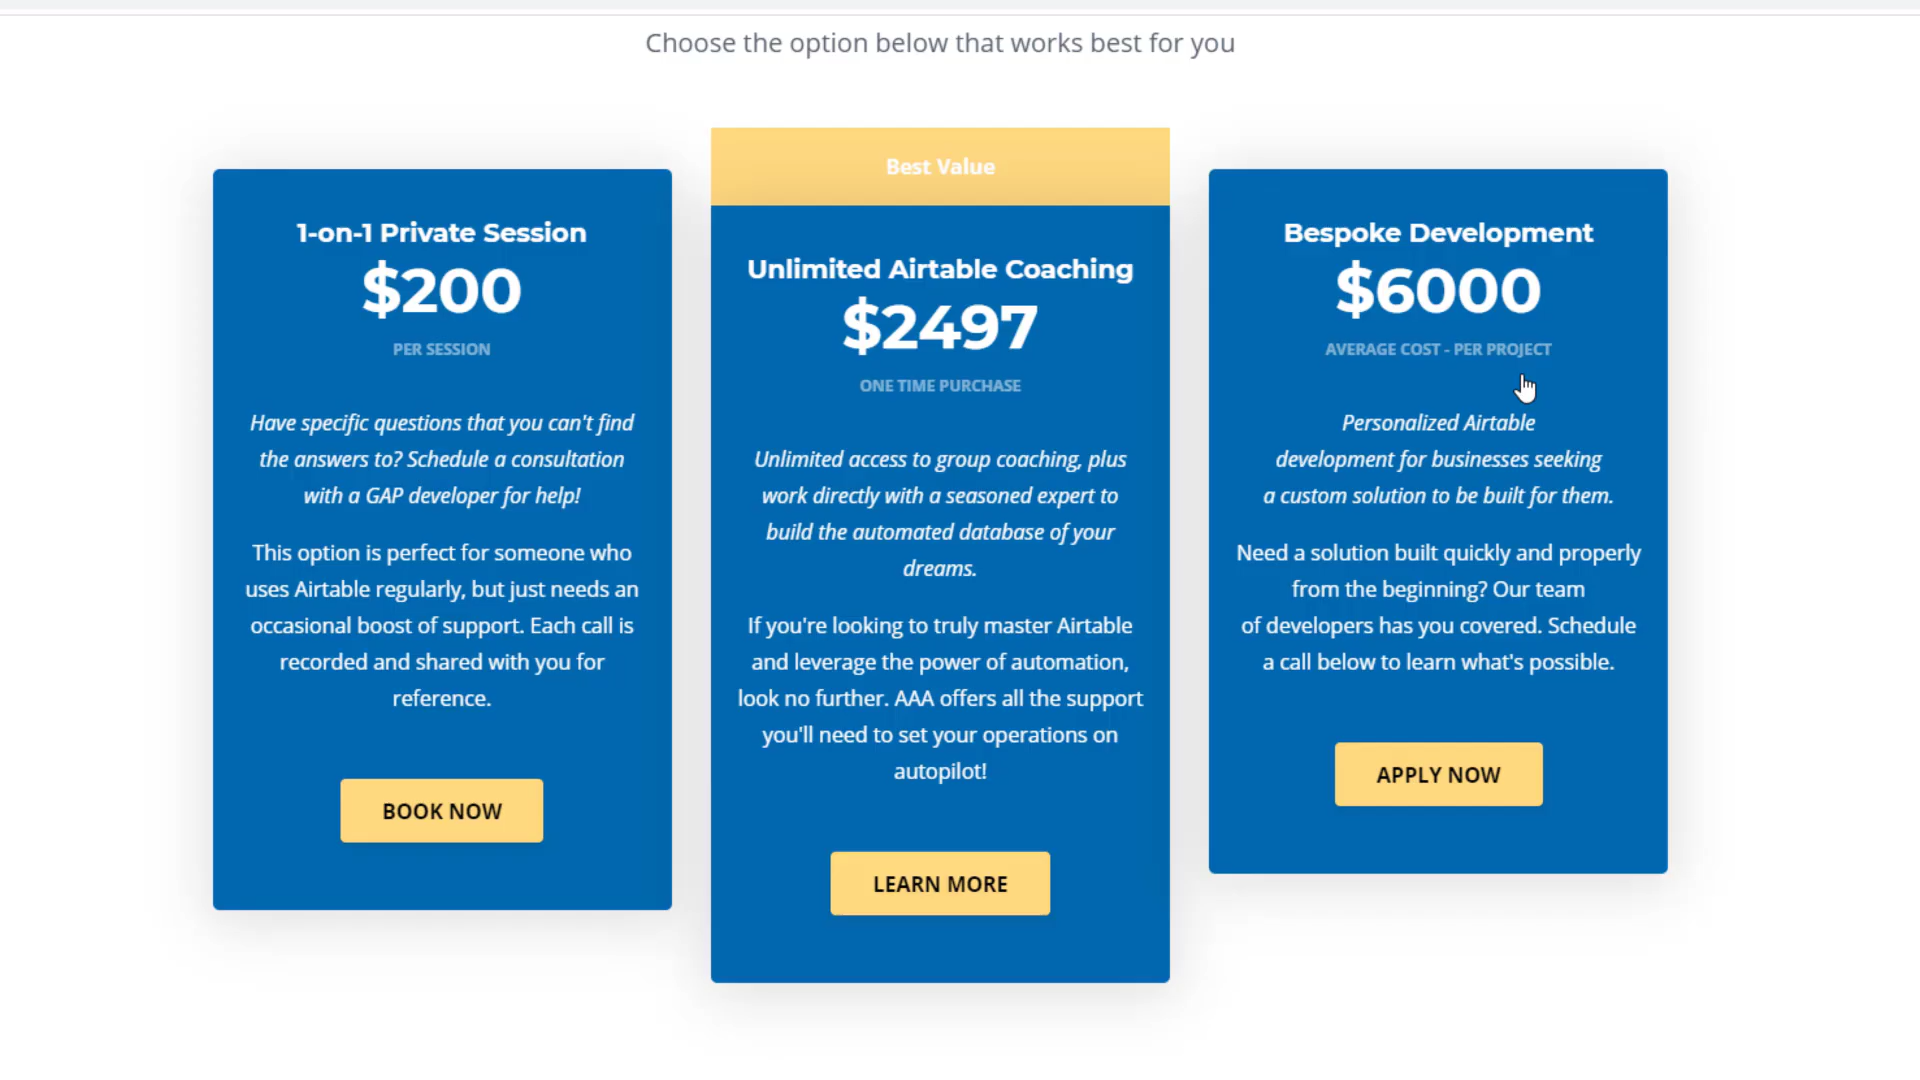 Choose the option below that works best for you
1-on-1 Private Session
$200
PER SESSION
Have specific questions that you can't find
the answers to? Schedule a consultation
with a GAP developer for help!
This option is perfect for someone who
uses Airtable regularly, but just needs an
occasional boost of support. Each call is
recorded and shared with you for
reference.
BOOK NOW
Best Value
Unlimited Airtable Coaching
$2497
ONE TIME PURCHASE
Unlimited access to group coaching, plus
work directly with a seasoned expert to
build the automated database of your
dreams.
If you're looking to truly master Airtable
and leverage the power of automation,
look no further. AAA offers all the support
you'll need to set your operations on
autopilot!
LEARN MORE
Bespoke Development
$6000
AVERAGE COST - PER PROJECT
Personalized Airtable
development for businesses seeking
a custom solution to be built for them.
Need a solution built quickly and properly
from the beginning? Our team
of developers has you covered. Schedule
a call below to learn what's possible.
APPLY NOW